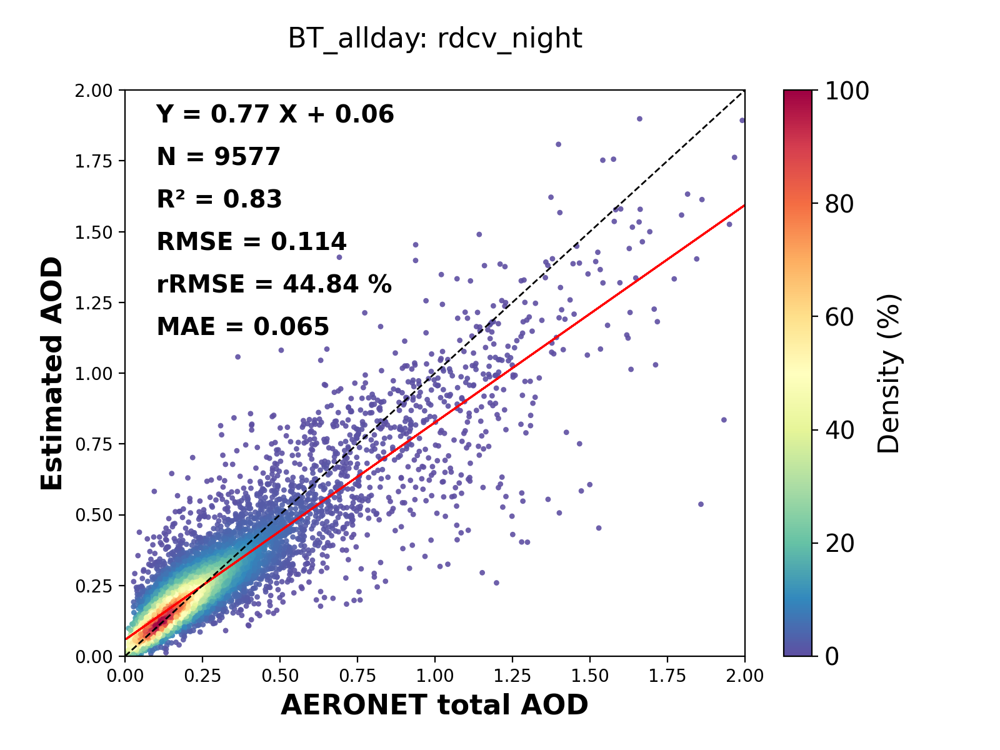 BT_allday: rdcv_night
Y = 0.77 X + 0.06
N = 9577
R² = 0.83
RMSE = 0.114
rRMSE = 44.84 %
MAE = 0.065
Estimated AOD
2.00
1.75
1.50
1.25
1.00
0.75
0.50
0.25
0.00
0.00 0.25 0.50 0.75 1.00 1.25 1.50 1.75 2.00
AERONET total AOD
100
80
60
40
20
0
Density (%)